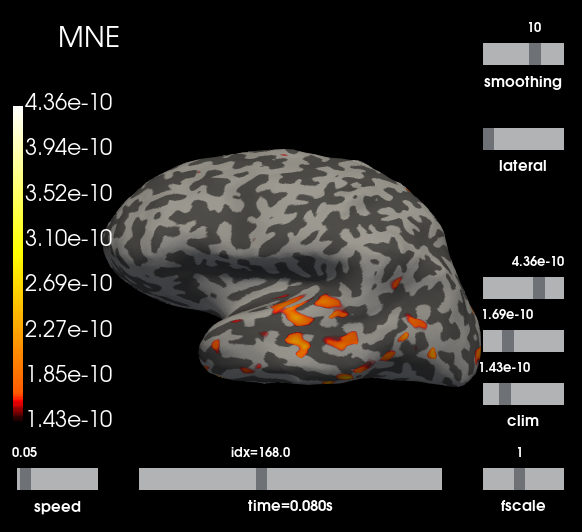 MNE
4.36e-10
3.94e-10
3.52e-10
3.10e-10
2.69e-10
2.27e-10
1.85e-10
1.43e-10
10
smoothing
lateral
4.36e-10
1.69e-10
1.43e-10
clim
0.05
speed
idx=168.0
time=0.080s
1
fscale